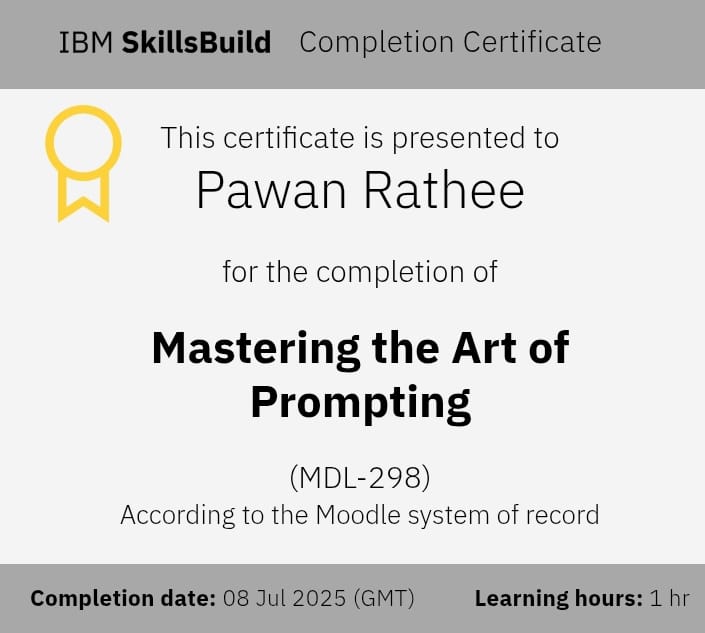 IBM SkillsBuild Completion Certificate
This certificate is presented to
Pawan Rathee
for the completion of
Mastering the Art of
Prompting
(MDL-298)
According to the Moodle system of record
Completion date: 08 Jul 2025 (GMT) Learning hours: 1 hr